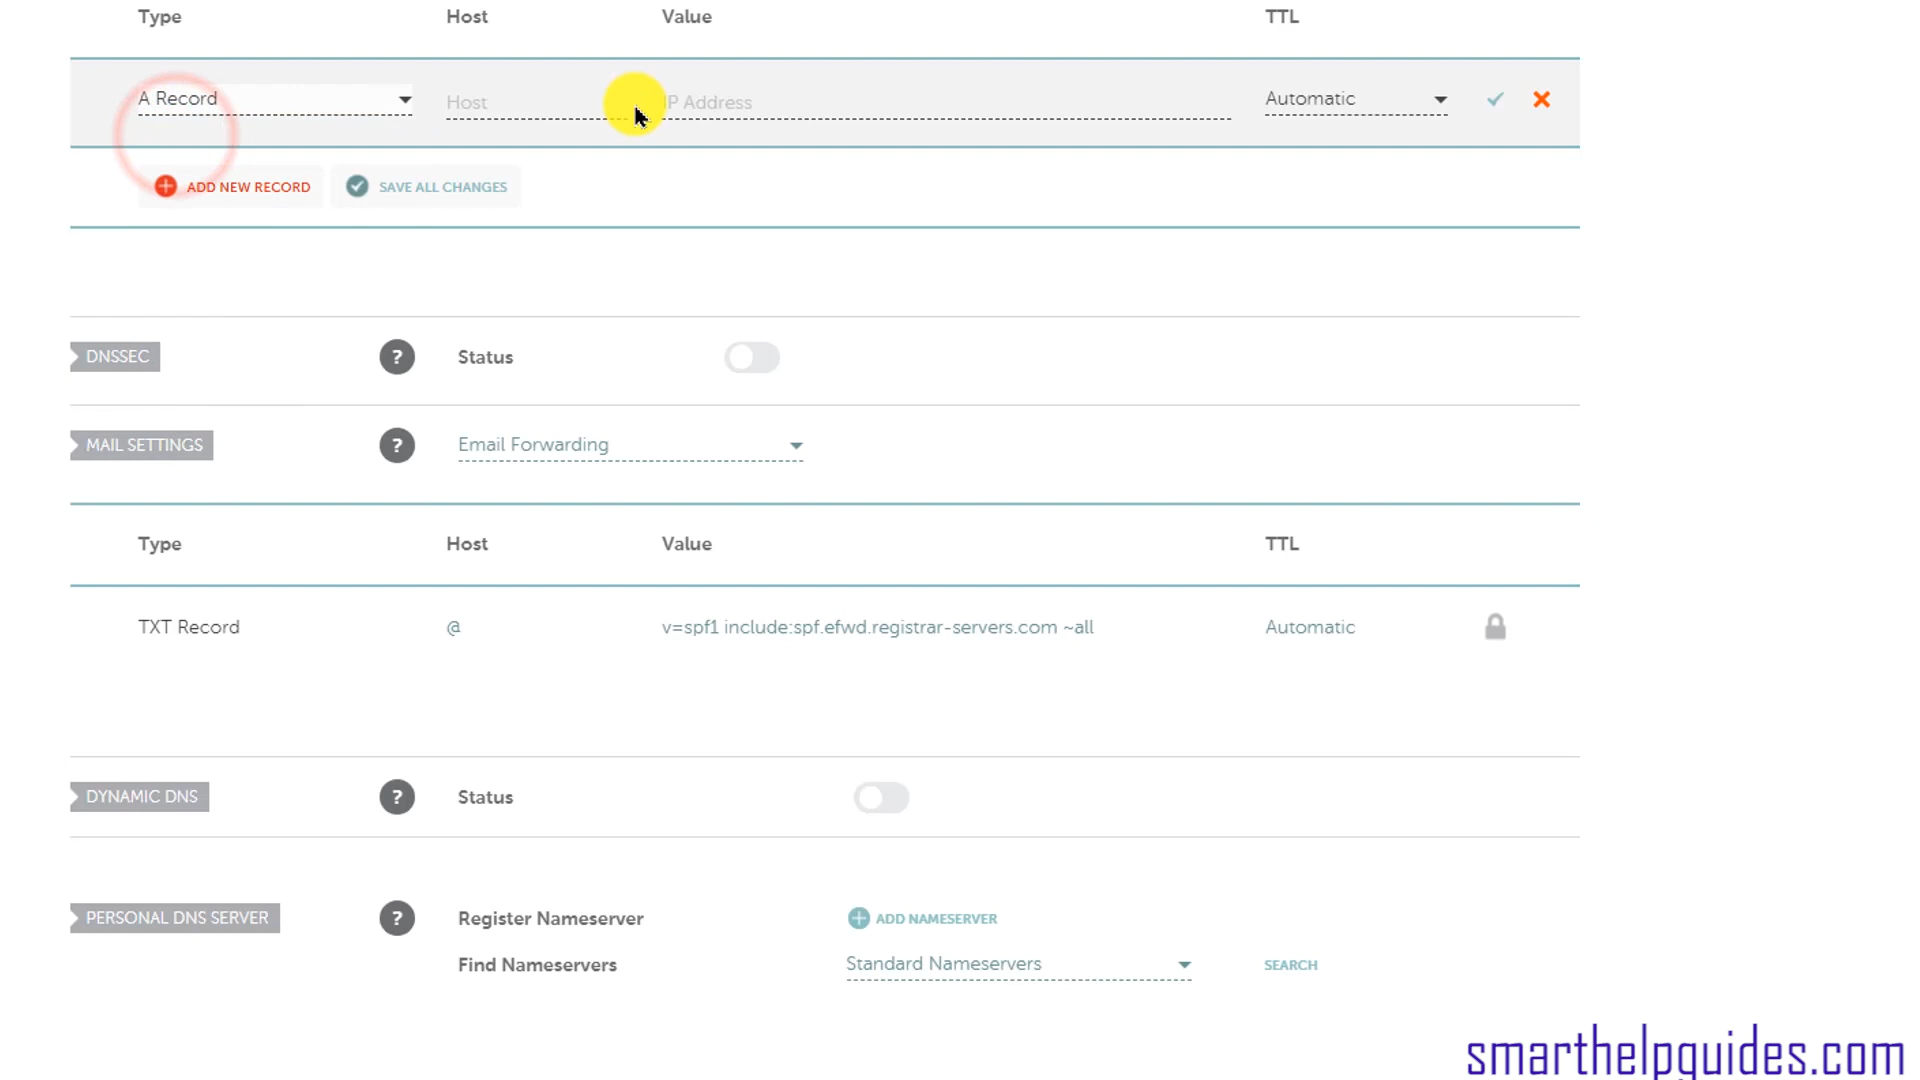 Type Host Value TTL
A Record Host IP Address Automatic
ADD NEW RECORD SAVE ALL CHANGES
DNSSEC ? Status
MAIL SETTINGS ? Email Forwarding
Type Host Value TTL
TXT Record @ v=spf1 include:spf.efwd.registrar-servers.com ~all Automatic
DYNAMIC DNS ? Status
PERSONAL DNS SERVER ? Register Nameserver ADD NAMESERVER
Find Nameservers Standard Nameservers SEARCH
smarthelpguides.com